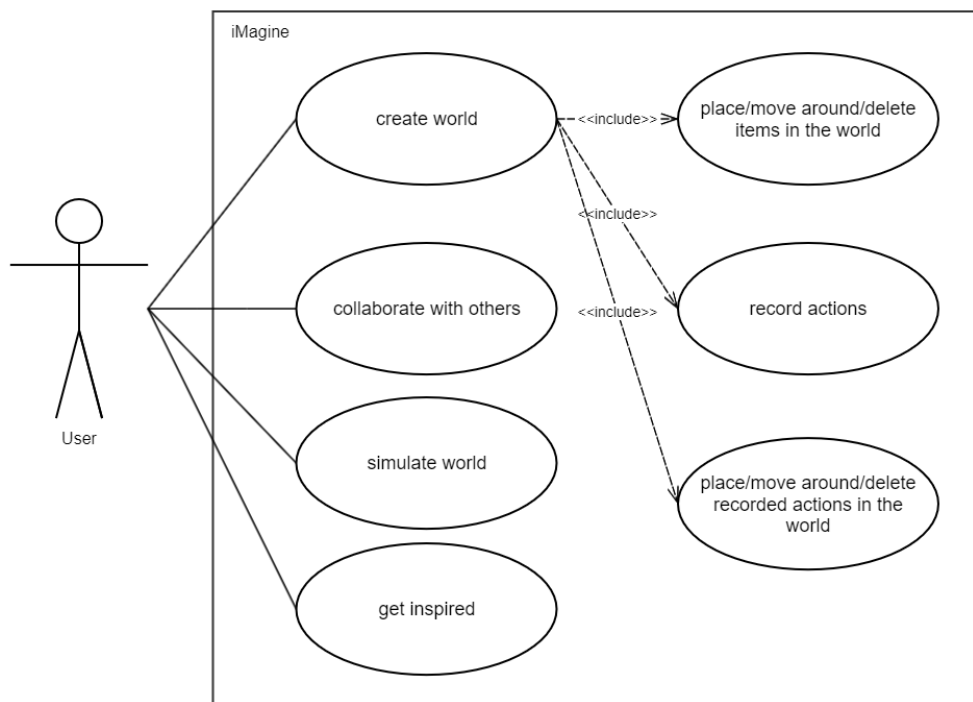 iMagine
create world
<<include>>
place/move around/delete
items in the world
<<include>>
collaborate with others
<<include>>
record actions
User
simulate world
place/move around/delete
recorded actions in the
world
get inspired